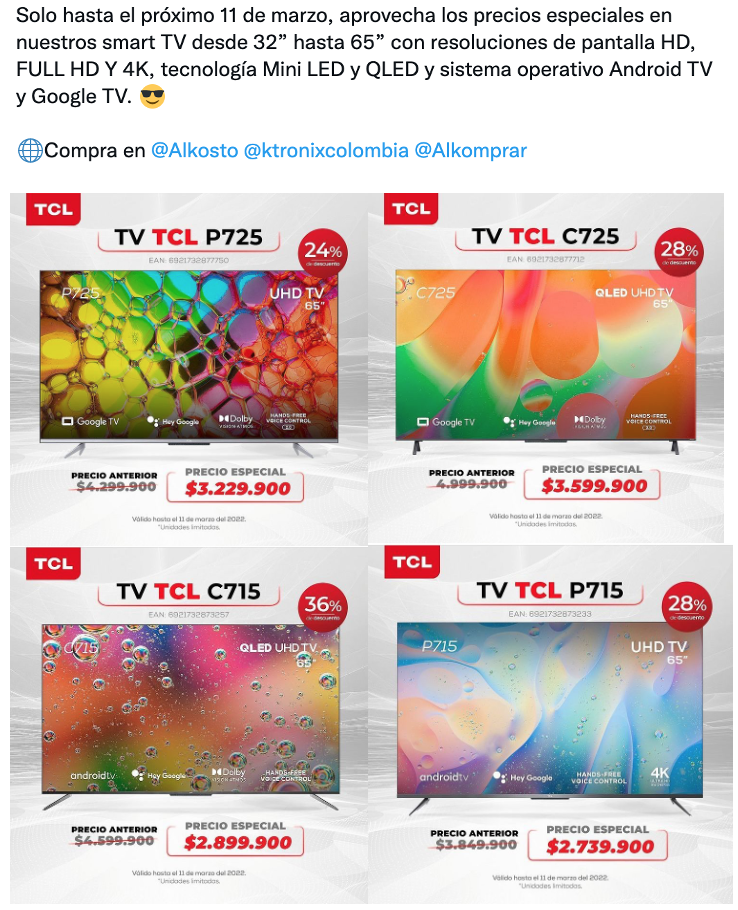 Solo hasta el próximo 11 de marzo, aprovecha los precios especiales en
nuestros smart TV desde 32” hasta 65” con resoluciones de pantalla HD,
FULL HD Y 4K, tecnología Mini LED y QLED y sistema operativo Android TV
y Google TV. 😎
🌐Compra en @Alkosto @ktronixcolombia @Alkomprar
TCL
TV TCL P725
EAN: 6921732877750
24%
de descuento
P725
UHD TV
65”
Google TV
Hey Google
Dolby
VISION·ATMOS
HANDS-FREE
VOICE CONTROL
PRECIO ANTERIOR
$4.299.900
PRECIO ESPECIAL
$3.229.900
Válido hasta el 11 de marzo del 2022.
*Unidades limitadas.
TCL
TV TCL C725
EAN: 6921732877712
28%
de descuento
C725
QLED UHD TV
65”
Google TV
Hey Google
Dolby
VISION·ATMOS
HANDS-FREE
VOICE CONTROL
PRECIO ANTERIOR
4.999.900
PRECIO ESPECIAL
$3.599.900
Válido hasta el 11 de marzo del 2022.
*Unidades limitadas.
TCL
TV TCL C715
EAN: 6921732873257
36%
de descuento
C715
QLED UHD TV
65”
androidtv
Hey Google
Dolby
VISION·ATMOS
HANDS-FREE
VOICE CONTROL
PRECIO ANTERIOR
$4.599.900
PRECIO ESPECIAL
$2.899.900
Válido hasta el 11 de marzo del 2022.
*Unidades limitadas.
TCL
TV TCL P715
EAN: 6921732873233
28%
de descuento
P715
UHD TV
65”
androidtv
Hey Google
HANDS-FREE
VOICE CONTROL
4K
PRECIO ANTERIOR
$3.849.900
PRECIO ESPECIAL
$2.739.900
Válido hasta el 11 de marzo del 2022.
*Unidades limitadas.